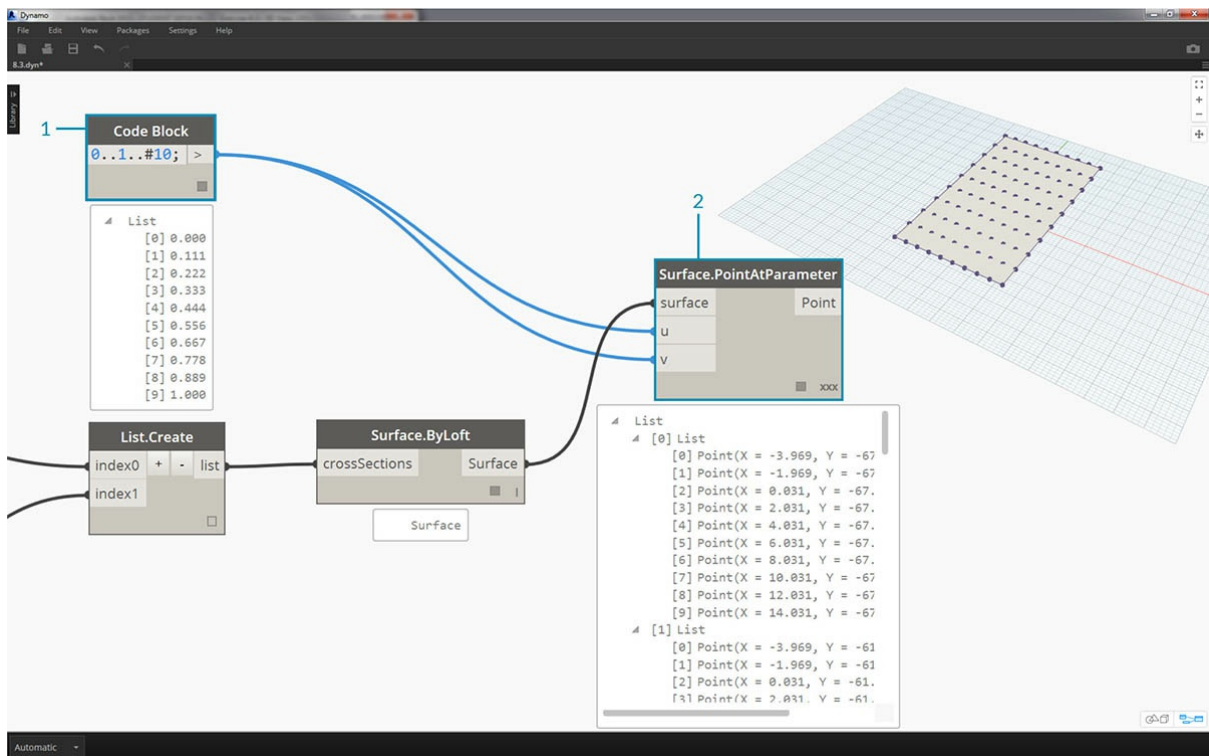 Dynamo
File Edit View Packages Settings Help
8.3.dyn* ×
Library
1
Code Block
0..1..#10; >
List
[0] 0.000
[1] 0.111
[2] 0.222
[3] 0.333
[4] 0.444
[5] 0.556
[6] 0.667
[7] 0.778
[8] 0.889
[9] 1.000
List.Create
index0 + - list
index1
Surface.ByLoft
crossSections Surface
|
Surface
2
Surface.PointAtParameter
surface Point
u
v
xxx
List
[0] List
[0] Point(X = -3.969, Y = -67
[1] Point(X = -1.969, Y = -67
[2] Point(X = 0.031, Y = -67.
[3] Point(X = 2.031, Y = -67.
[4] Point(X = 4.031, Y = -67.
[5] Point(X = 6.031, Y = -67.
[6] Point(X = 8.031, Y = -67.
[7] Point(X = 10.031, Y = -67
[8] Point(X = 12.031, Y = -67
[9] Point(X = 14.031, Y = -67
[1] List
[0] Point(X = -3.969, Y = -61
[1] Point(X = -1.969, Y = -61
[2] Point(X = 0.031, Y = -61.
[3] Point(X = 2.031, Y = -61.
Automatic